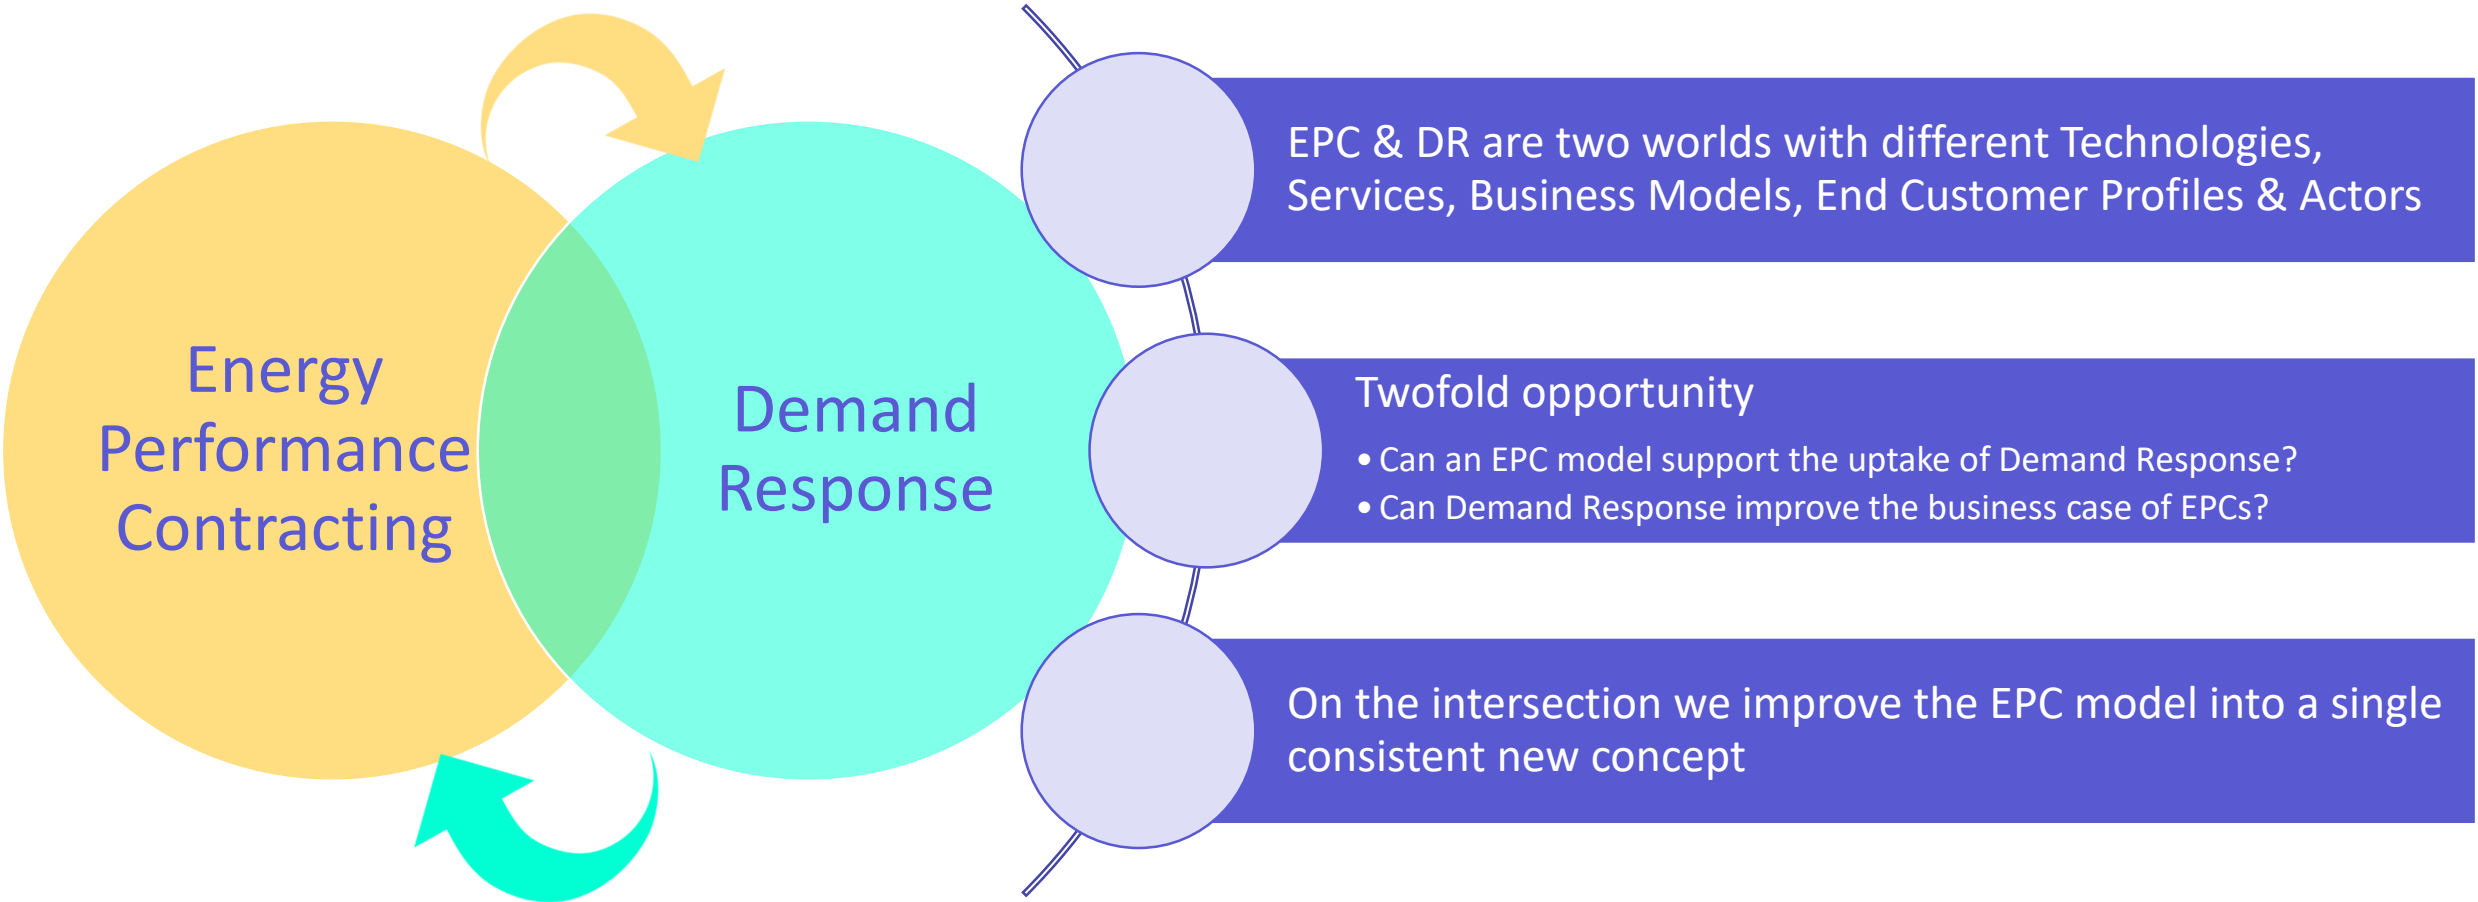 Energy
Performance
Contracting
Demand
Response
EPC & DR are two worlds with different Technologies,
Services, Business Models, End Customer Profiles & Actors
Twofold opportunity
• Can an EPC model support the uptake of Demand Response?
• Can Demand Response improve the business case of EPCs?
On the intersection we improve the EPC model into a single
consistent new concept